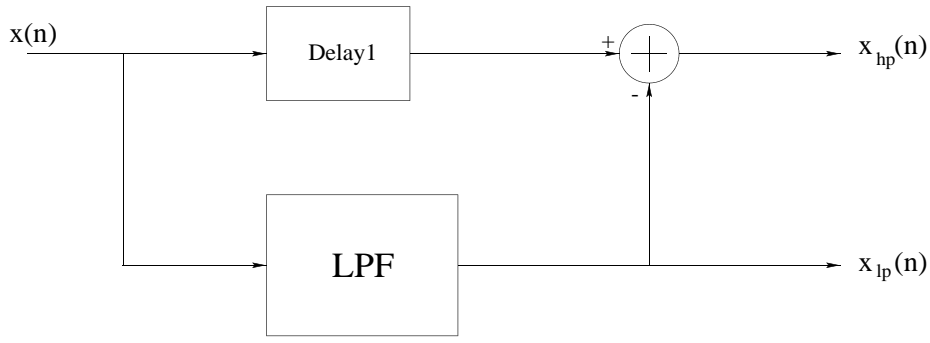 x(n)
Delay1
+
-
x hp(n)
LPF
x lp(n)